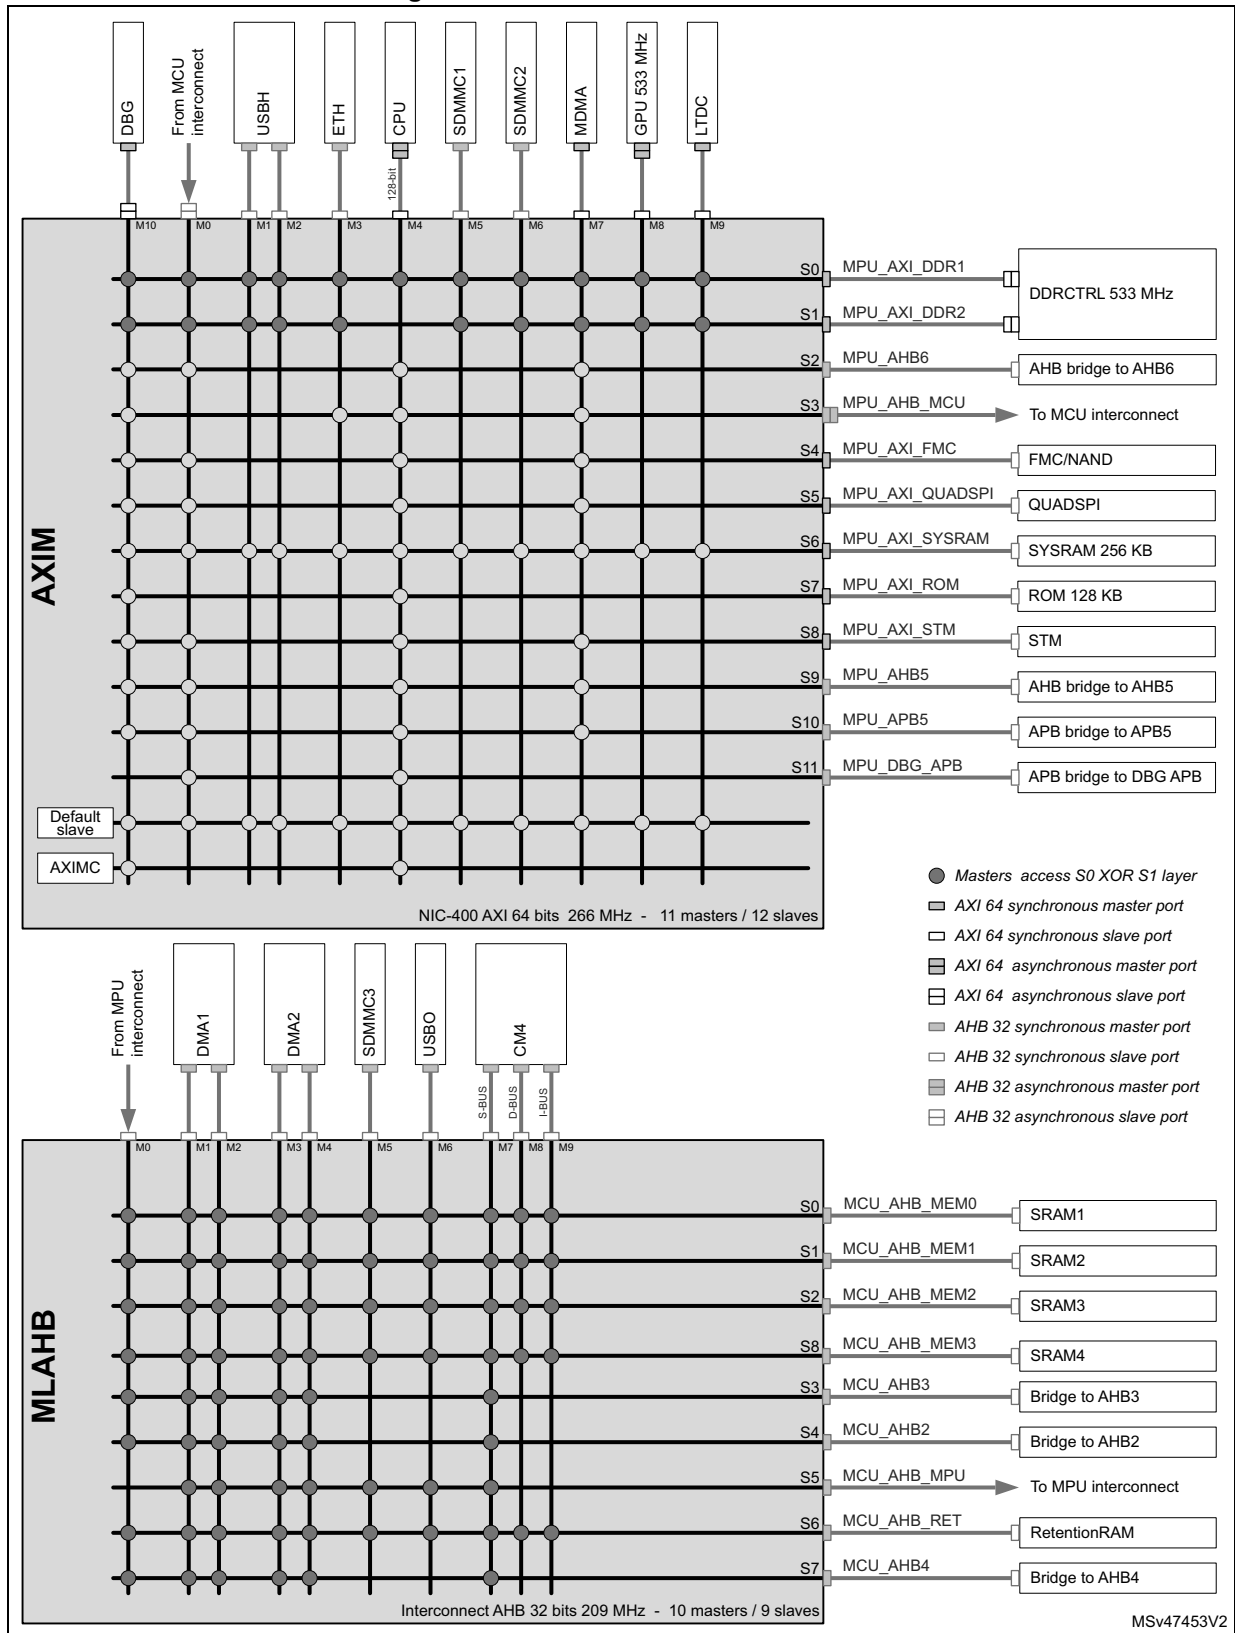 DBG
From MCU
interconnect
USBH
ETH
CPU
SDMMC1
SDMMC2
MDMA
GPU 533 MHz
LTDC
128-bit
M10
M0
M1
M2
M3
M4
M5
M6
M7
M8
M9
AXIM
S0
MPU_AXI_DDR1
DDRCTRL 533 MHz
S1
MPU_AXI_DDR2
S2
MPU_AHB6
AHB bridge to AHB6
S3
MPU_AHB_MCU
To MCU interconnect
S4
MPU_AXI_FMC
FMC/NAND
S5
MPU_AXI_QUADSPI
QUADSPI
S6
MPU_AXI_SYSRAM
SYSRAM 256 KB
S7
MPU_AXI_ROM
ROM 128 KB
S8
MPU_AXI_STM
STM
S9
MPU_AHB5
AHB bridge to AHB5
S10
MPU_APB5
APB bridge to APB5
S11
MPU_DBG_APB
APB bridge to DBG APB
Default
slave
AXIMC
NIC-400 AXI 64 bits 266 MHz - 11 masters / 12 slaves
Masters access S0 XOR S1 layer
AXI 64 synchronous master port
AXI 64 synchronous slave port
AXI 64 asynchronous master port
AXI 64 asynchronous slave port
AHB 32 synchronous master port
AHB 32 synchronous slave port
AHB 32 asynchronous master port
AHB 32 asynchronous slave port
From MPU
interconnect
DMA1
DMA2
SDMMC3
USBO
CM4
S-BUS
D-BUS
I-BUS
M0
M1
M2
M3
M4
M5
M6
M7
M8
M9
MLAHB
S0
MCU_AHB_MEM0
SRAM1
S1
MCU_AHB_MEM1
SRAM2
S2
MCU_AHB_MEM2
SRAM3
S8
MCU_AHB_MEM3
SRAM4
S3
MCU_AHB3
Bridge to AHB3
S4
MCU_AHB2
Bridge to AHB2
S5
MCU_AHB_MPU
To MPU interconnect
S6
MCU_AHB_RET
RetentionRAM
S7
MCU_AHB4
Bridge to AHB4
Interconnect AHB 32 bits 209 MHz - 10 masters / 9 slaves
MSv47453V2